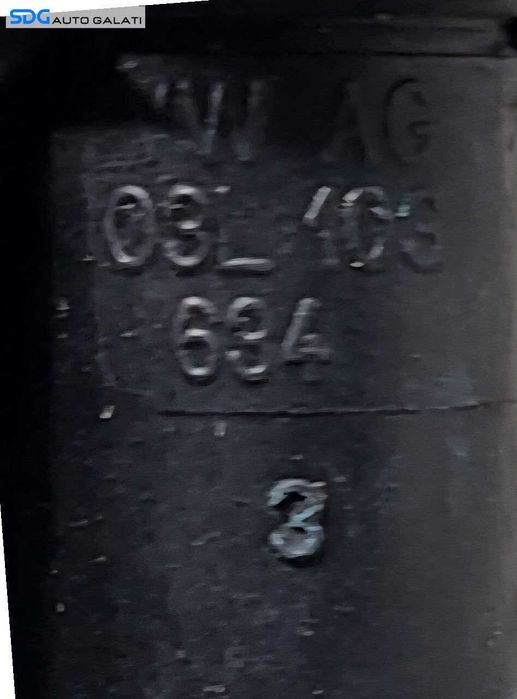 SDG AUTO GALATI
VW AG
03L 103
634
3